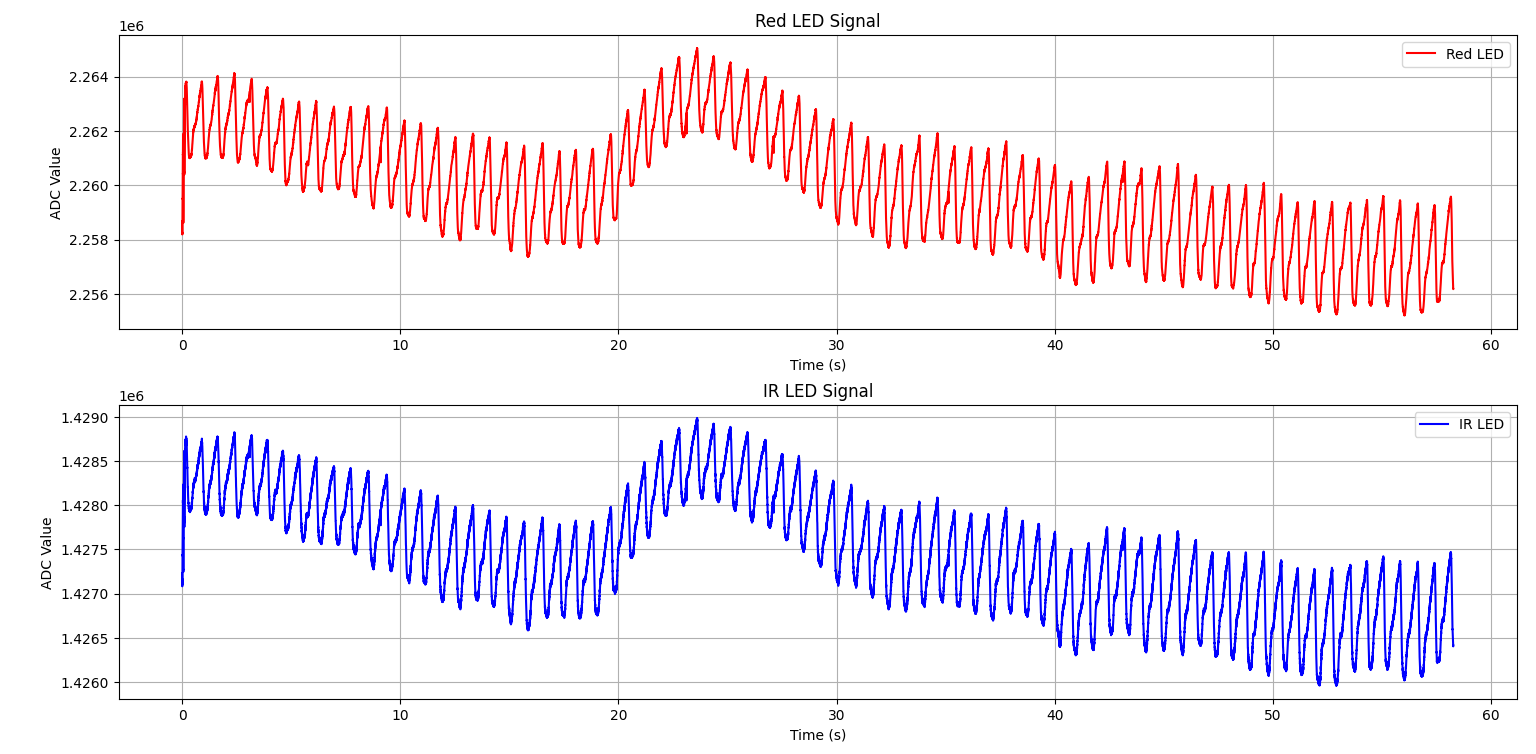 Red LED Signal
1e6
Red LED
2.264
2.262
2.260
2.258
2.256
ADC Value
0 10 20 30 40 50 60
Time (s)
IR LED Signal
1e6
IR LED
1.4290
1.4285
1.4280
1.4275
1.4270
1.4265
1.4260
ADC Value
0 10 20 30 40 50 60
Time (s)